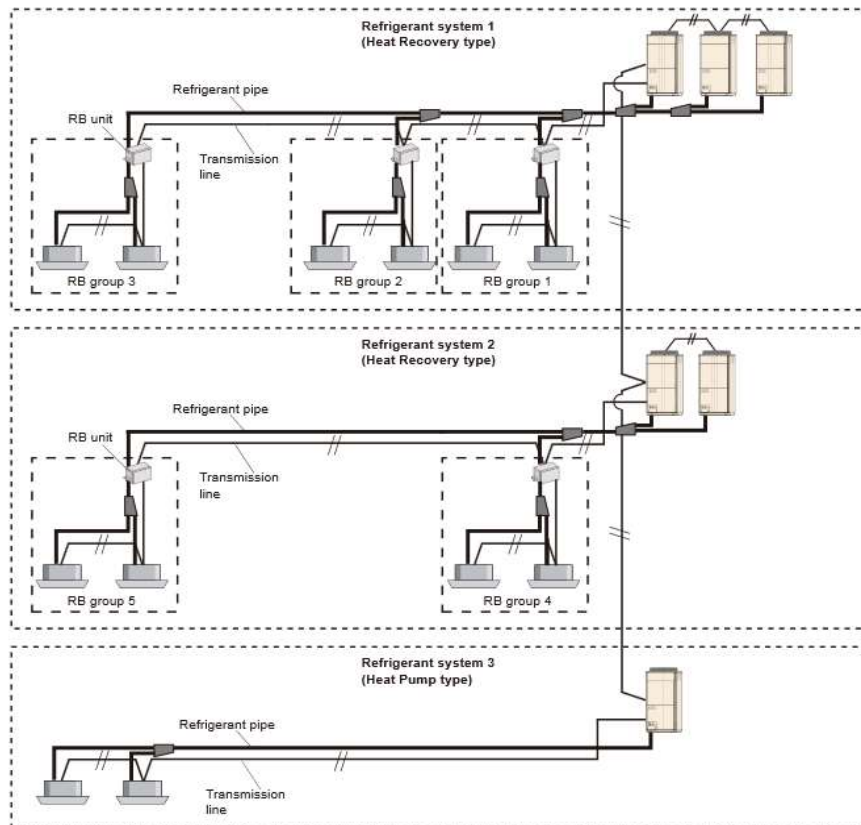 Refrigerant system 1
(Heat Recovery type)
Refrigerant pipe
RB unit
Transmission
line
RB group 3
RB group 2
RB group 1
Refrigerant system 2
(Heat Recovery type)
Refrigerant pipe
RB unit
Transmission
line
RB group 5
RB group 4
Refrigerant system 3
(Heat Pump type)
Refrigerant pipe
Transmission
line